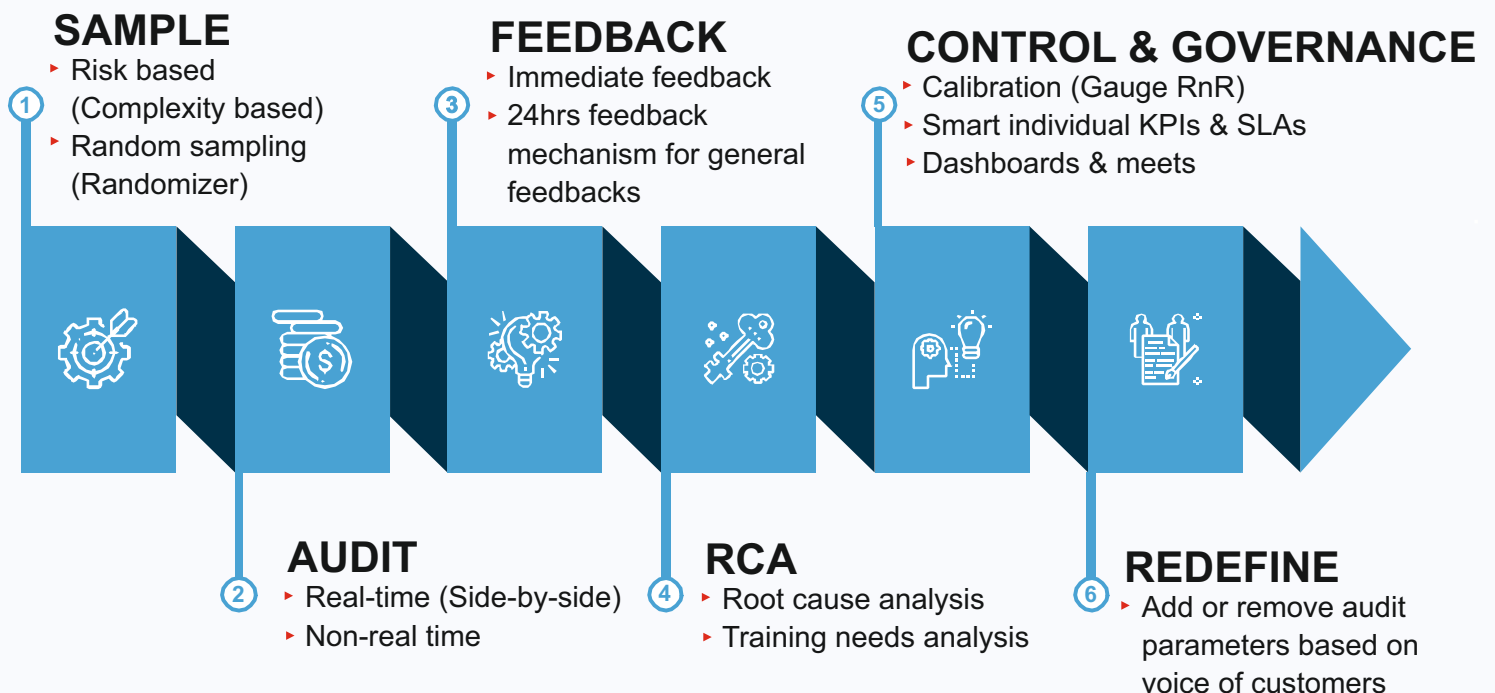 SAMPLE
Risk based
(Complexity based)
Random sampling
(Randomizer)
1
FEEDBACK
Immediate feedback
24hrs feedback
mechanism for general
feedbacks
3
CONTROL & GOVERNANCE
Calibration (Gauge RnR)
Smart individual KPIs & SLAs
Dashboards & meets
5
$
AUDIT
Real-time (Side-by-side)
Non-real time
2
RCA
Root cause analysis
Training needs analysis
4
REDEFINE
Add or remove audit
parameters based on
voice of customers
6